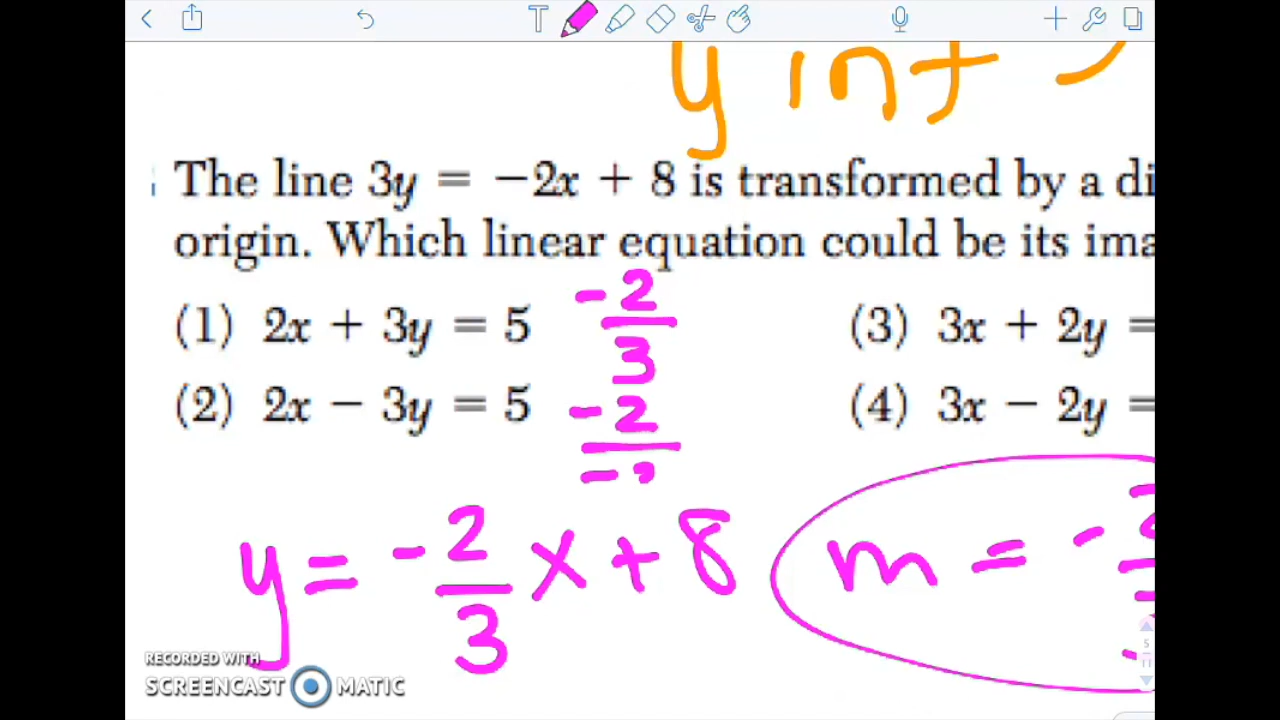 y int
The line 3y = −2x + 8 is transformed by a di
origin. Which linear equation could be its ima
(1) 2x + 3y = 5 -2/3 (3) 3x + 2y =
(2) 2x − 3y = 5 -2/- (4) 3x − 2y =
y = -2/3 x + 8 m = -
RECORDED WITH
SCREENCAST MATIC